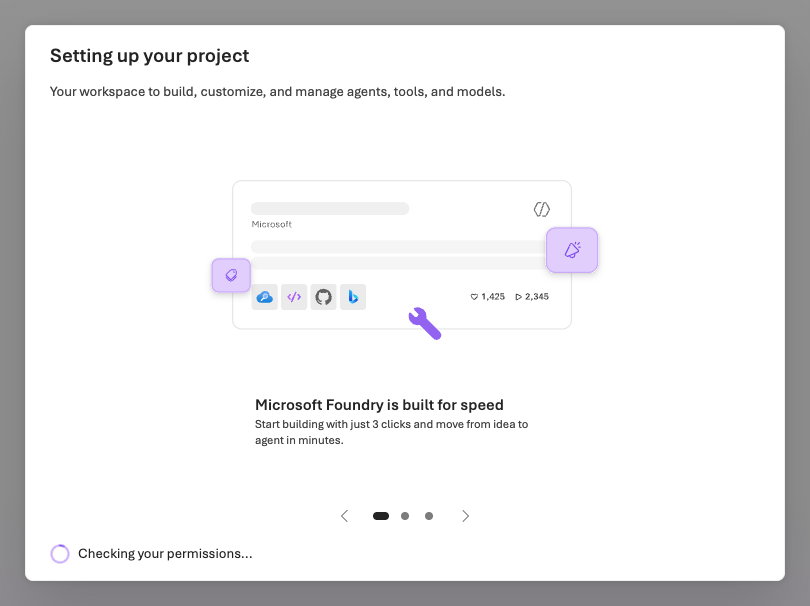 Setting up your project
Your workspace to build, customize, and manage agents, tools, and models.
Microsoft
1,425 2,345
Microsoft Foundry is built for speed
Start building with just 3 clicks and move from idea to
agent in minutes.
Checking your permissions...